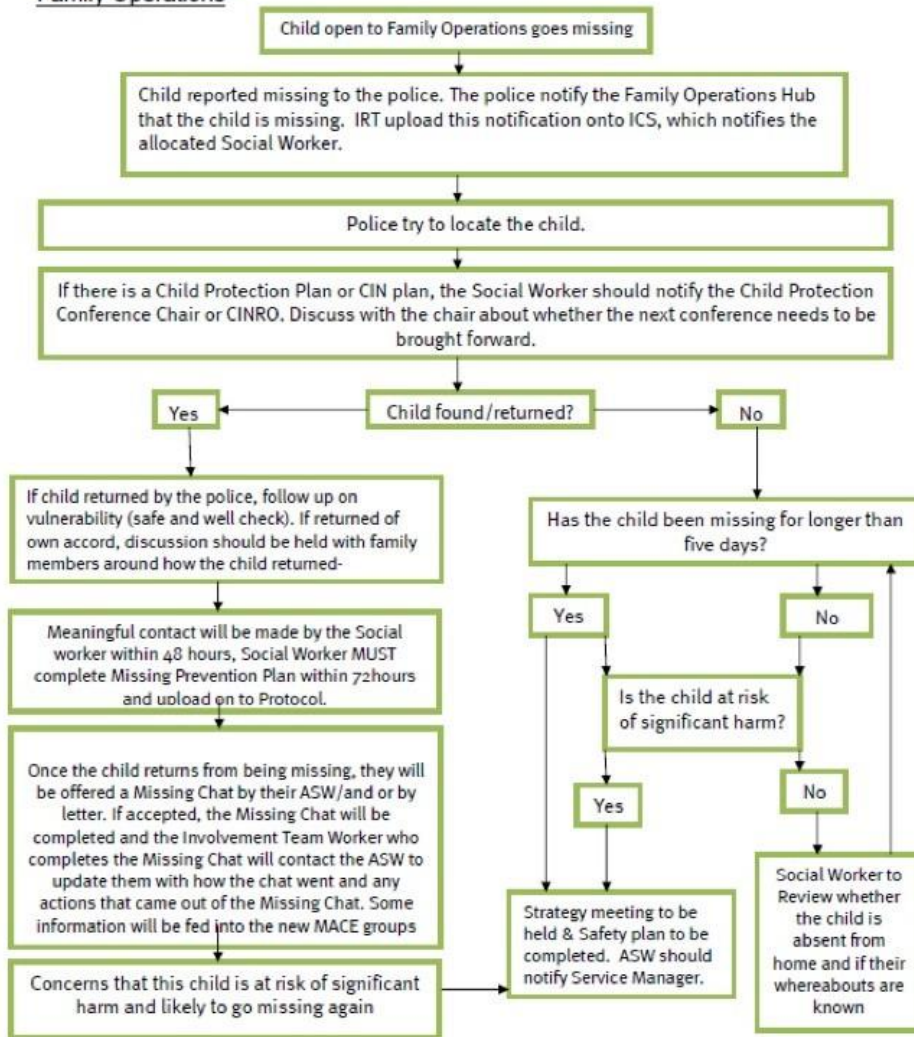 Family Operations
Child open to Family Operations goes missing
Child reported missing to the police. The police notify the Family Operations Hub
that the child is missing. IRT upload this notification onto ICS, which notifies the
allocated Social Worker.
Police try to locate the child.
If there is a Child Protection Plan or CIN plan, the Social Worker should notify the Child Protection
Conference Chair or CINRO. Discuss with the chair about whether the next conference needs to be
brought forward.
Yes
Child found/returned?
No
If child returned by the police, follow up on
vulnerability (safe and well check). If returned of
own accord, discussion should be held with family
members around how the child returned-
Meaningful contact will be made by the Social
worker within 48 hours, Social Worker MUST
complete Missing Prevention Plan within 72hours
and upload on to Protocol.
Once the child returns from being missing, they will
be offered a Missing Chat by their ASW/and or by
letter. If accepted, the Missing Chat will be
completed and the Involvement Team Worker who
completes the Missing Chat will contact the ASW to
update them with how the chat went and any
actions that came out of the Missing Chat. Some
information will be fed into the new MACE groups
Concerns that this child is at risk of significant
harm and likely to go missing again
Has the child been missing for longer than
five days?
Yes
No
Is the child at risk
of significant harm?
Yes
No
Strategy meeting to be
held & Safety plan to be
completed. ASW should
notify Service Manager.
Social Worker to
Review whether
the child is
absent from
home and if their
whereabouts are
known